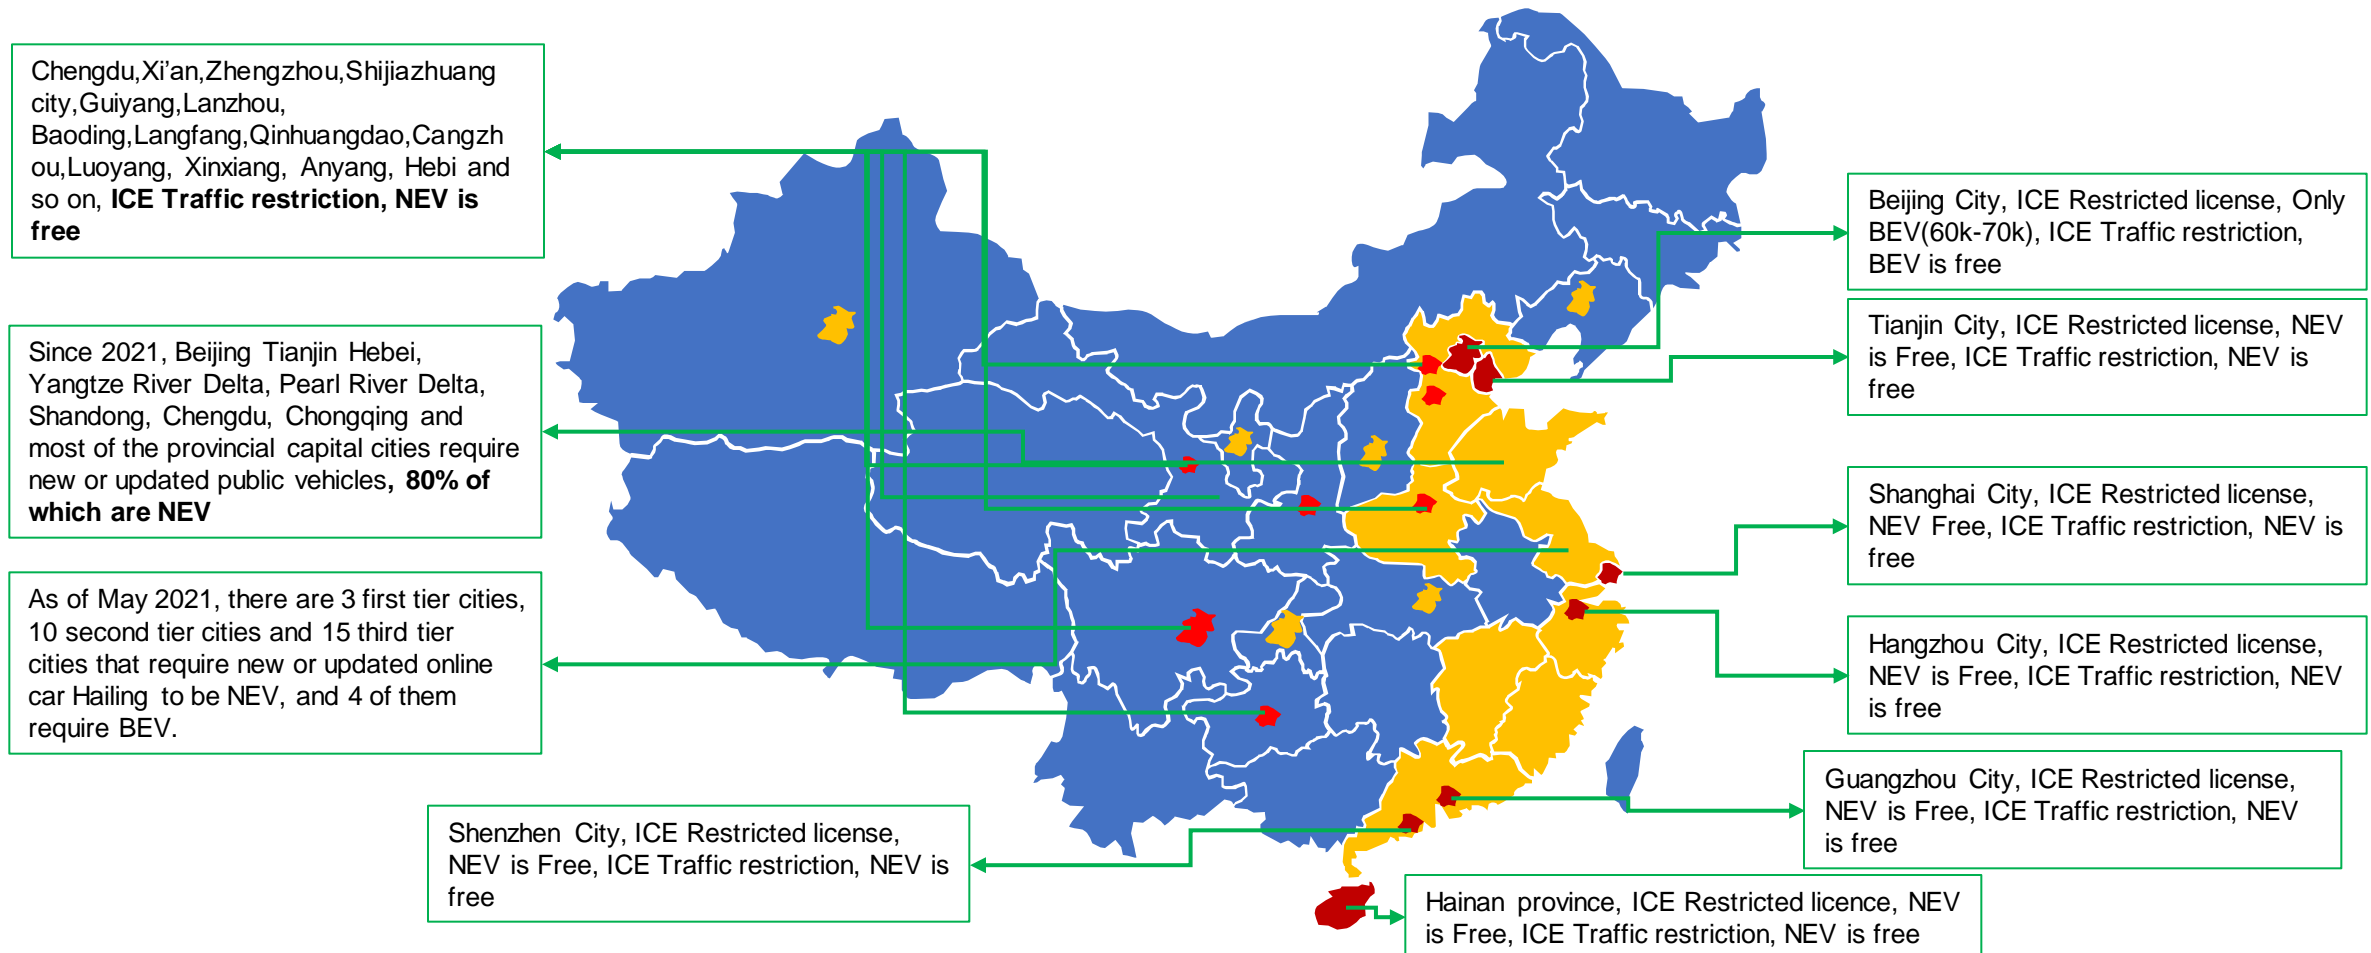 Chengdu,Xi'an,Zhengzhou,Shijiazhuang
city,Guiyang,Lanzhou,
Baoding,Langfang,Qinhuangdao,Cangzh
ou,Luoyang, Xinxiang, Anyang, Hebi and
so on, ICE Traffic restriction, NEV is
free
Since 2021, Beijing Tianjin Hebei,
Yangtze River Delta, Pearl River Delta,
Shandong, Chengdu, Chongqing and
most of the provincial capital cities require
new or updated public vehicles, 80% of
which are NEV
As of May 2021, there are 3 first tier cities,
10 second tier cities and 15 third tier
cities that require new or updated online
car Hailing to be NEV, and 4 of them
require BEV.
Shenzhen City, ICE Restricted license,
NEV is Free, ICE Traffic restriction, NEV is
free
Beijing City, ICE Restricted license, Only
BEV(60k-70k), ICE Traffic restriction,
BEV is free
Tianjin City, ICE Restricted license, NEV
is Free, ICE Traffic restriction, NEV is
free
Shanghai City, ICE Restricted license,
NEV Free, ICE Traffic restriction, NEV is
free
Hangzhou City, ICE Restricted license,
NEV is Free, ICE Traffic restriction, NEV
is free
Guangzhou City, ICE Restricted license,
NEV is Free, ICE Traffic restriction, NEV
is free
Hainan province, ICE Restricted licence, NEV
is Free, ICE Traffic restriction, NEV is free